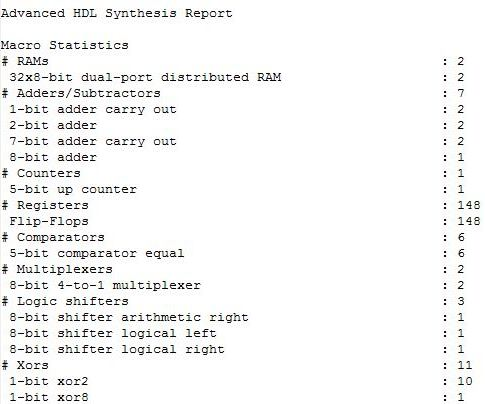 Advanced HDL Synthesis Report
Macro Statistics
# RAMs : 2
32x8-bit dual-port distributed RAM : 2
# Adders/Subtractors : 7
1-bit adder carry out : 2
2-bit adder : 2
7-bit adder carry out : 2
8-bit adder : 1
# Counters : 1
5-bit up counter : 1
# Registers : 148
Flip-Flops : 148
# Comparators : 6
5-bit comparator equal : 6
# Multiplexers : 2
8-bit 4-to-1 multiplexer : 2
# Logic shifters : 3
8-bit shifter arithmetic right : 1
8-bit shifter logical left : 1
8-bit shifter logical right : 1
# Xors : 11
1-bit xor2 : 10
1-bit xor8 : 1